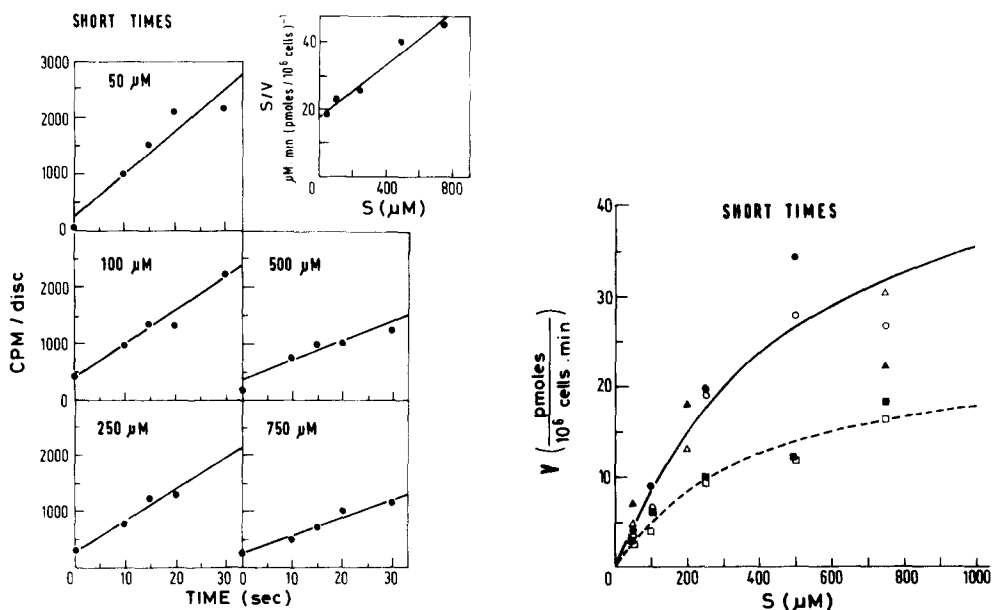 SHORT TIMES
50 µM
3000
2000
1000
0
S/V
µM min (pmoles / 10⁶ cells)⁻¹
40
20
0
0 400 800
S (µM)
100 µM
2000
1000
0
500 µM
250 µM
2000
1000
0
750 µM
0 10 20 30
0 10 20 30
CPM / disc
TIME (sec)
SHORT TIMES
40
30
20
10
V (pmoles / 10⁶ cells . min)
0 200 400 600 800 1000
S (µM)